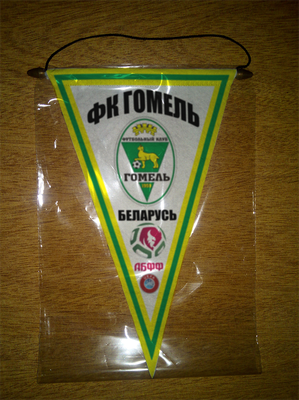 ФК ГОМЕЛЬ
ФУТБОЛЬНЫЙ КЛУБ
ГОМЕЛЬ
БЕЛАРУСЬ
АБФФ